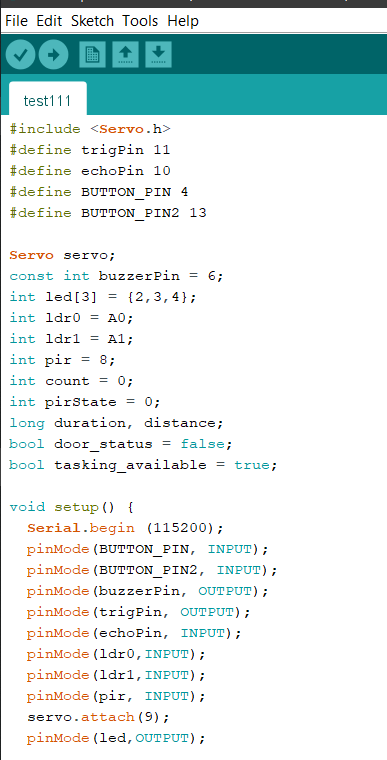 File Edit Sketch Tools Help
test111
#include <Servo.h>
#define trigPin 11
#define echoPin 10
#define BUTTON_PIN 4
#define BUTTON_PIN2 13
Servo servo;
const int buzzerPin = 6;
int led[3] = {2,3,4};
int ldr0 = A0;
int ldr1 = A1;
int pir = 8;
int count = 0;
int pirState = 0;
long duration, distance;
bool door_status = false;
bool tasking_available = true;
void setup() {
Serial.begin (115200);
pinMode(BUTTON_PIN, INPUT);
pinMode(BUTTON_PIN2, INPUT);
pinMode(buzzerPin, OUTPUT);
pinMode(trigPin, OUTPUT);
pinMode(echoPin, INPUT);
pinMode(ldr0,INPUT);
pinMode(ldr1,INPUT);
pinMode(pir, INPUT);
servo.attach(9);
pinMode(led,OUTPUT);